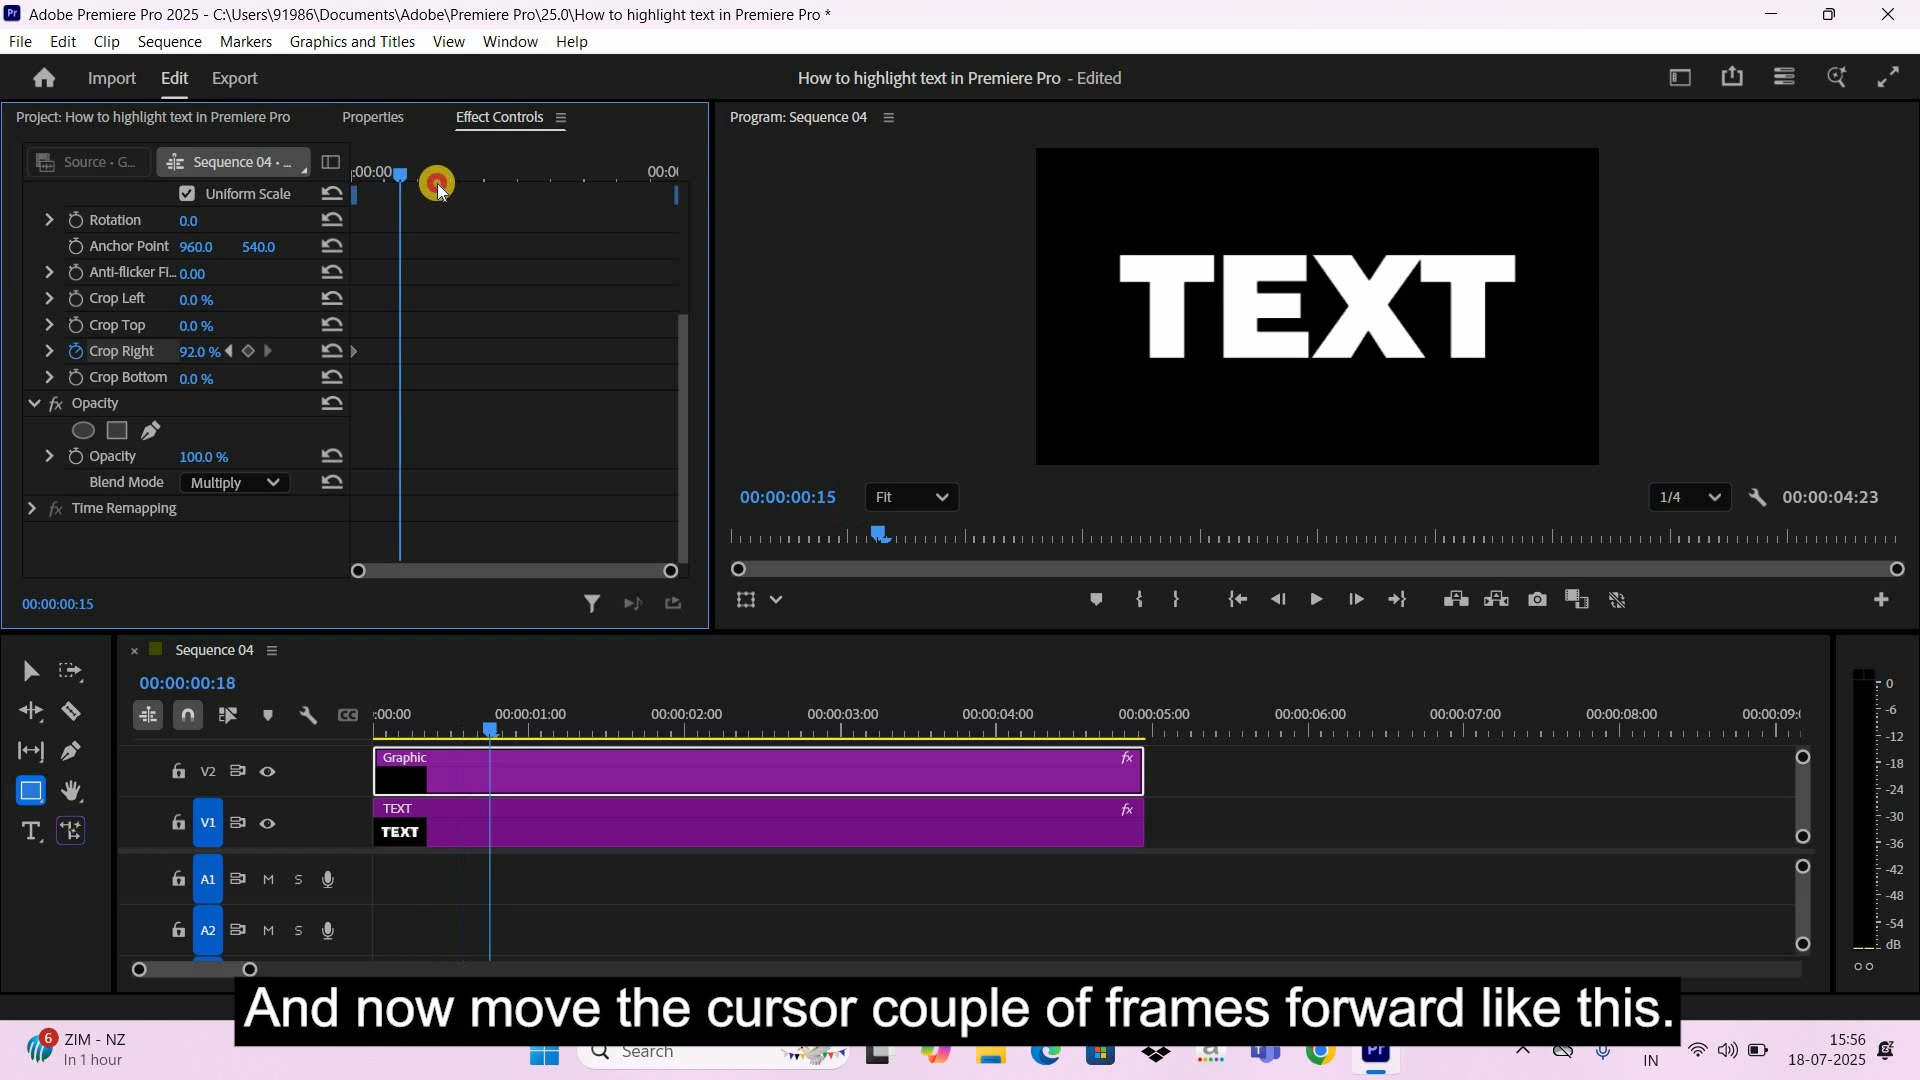 Adobe Premiere Pro 2025 - C:\Users\91986\Documents\Adobe\Premiere Pro\25.0\How to highlight text in Premiere Pro *
File Edit Clip Sequence Markers Graphics and Titles View Window Help
Import Edit Export
How to highlight text in Premiere Pro - Edited
Project: How to highlight text in Premiere Pro Properties Effect Controls
Source • G... Sequence 04 • ...
:00:00 00:0
Uniform Scale
Rotation 0.0
Anchor Point 960.0 540.0
Anti-flicker Fi... 0.00
Crop Left 0.0 %
Crop Top 0.0 %
Crop Right 92.0 %
Crop Bottom 0.0 %
fx Opacity
Opacity 100.0 %
Blend Mode Multiply
fx Time Remapping
00:00:00:15
Program: Sequence 04
TEXT
00:00:00:15 Fit 1/4 00:00:04:23
Sequence 04
00:00:00:18
:00:00 00:00:01:00 00:00:02:00 00:00:03:00 00:00:04:00 00:00:05:00 00:00:06:00 00:00:07:00 00:00:08:00 00:00:09:
Graphic fx
V2
TEXT fx
V1 TEXT
A1 M S
A2 M S
0
-6
-9
-12
-18
-24
-30
-36
-42
-48
-54
dB
And now move the cursor couple of frames forward like this.
6 ZIM - NZ
In 1 hour
Search
Pr
IN
15:56
18-07-2025